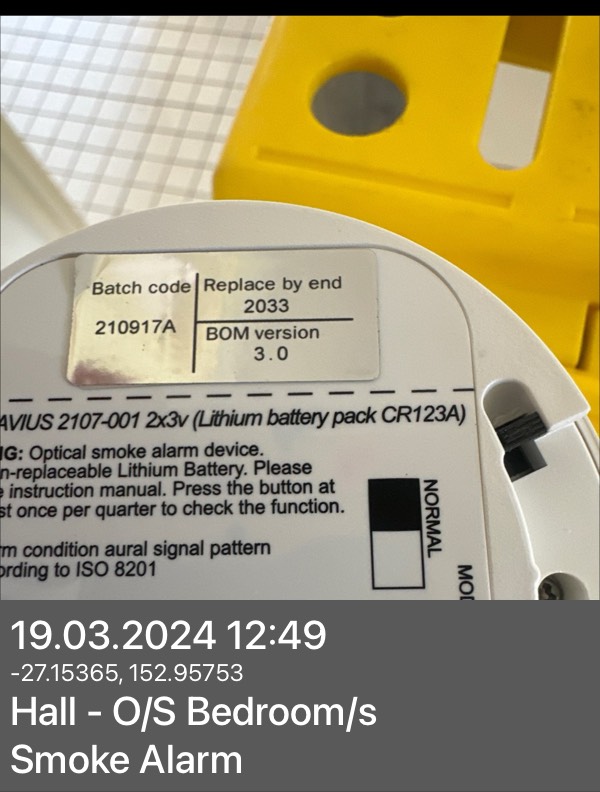 Batch code
210917A
Replace by end
2033
BOM version
3.0
AVIUS 2107-001 2x3v (Lithium battery pack CR123A)
Optical smoke alarm device.
Lithium Battery. Please
instruction manual. Press the button at
once per quarter to check the function.
condition aural signal pattern
to ISO 8201
NORMAL
19.03.2024 12:49
-27.15365, 152.95753
Hall - O/S Bedroom/s
Smoke Alarm